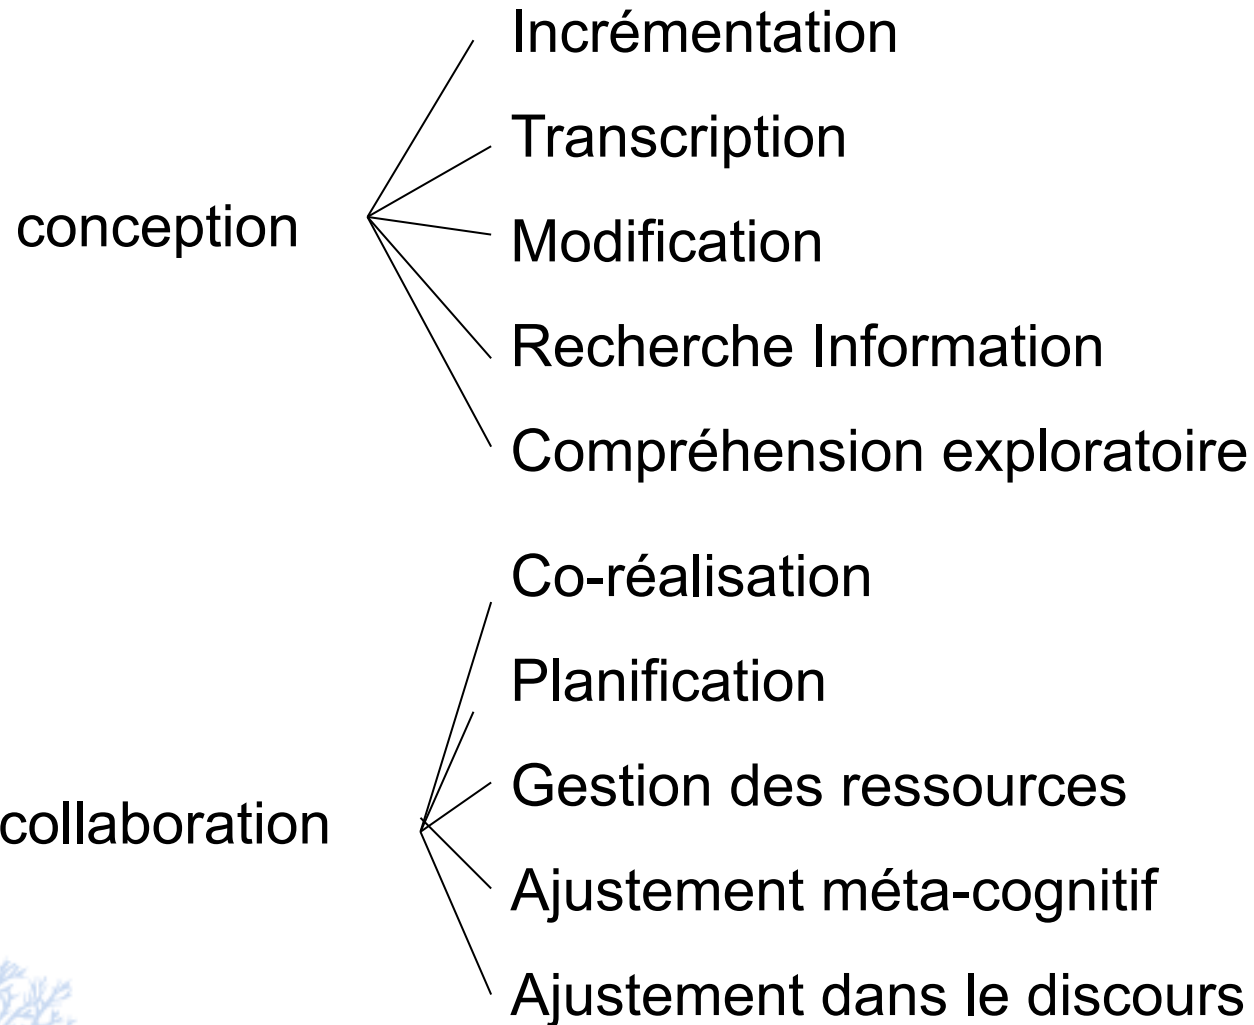 conception
Incrémentation
Transcription
Modification
Recherche Information
Compréhension exploratoire
collaboration
Co-réalisation
Planification
Gestion des ressources
Ajustement méta-cognitif
Ajustement dans le discours